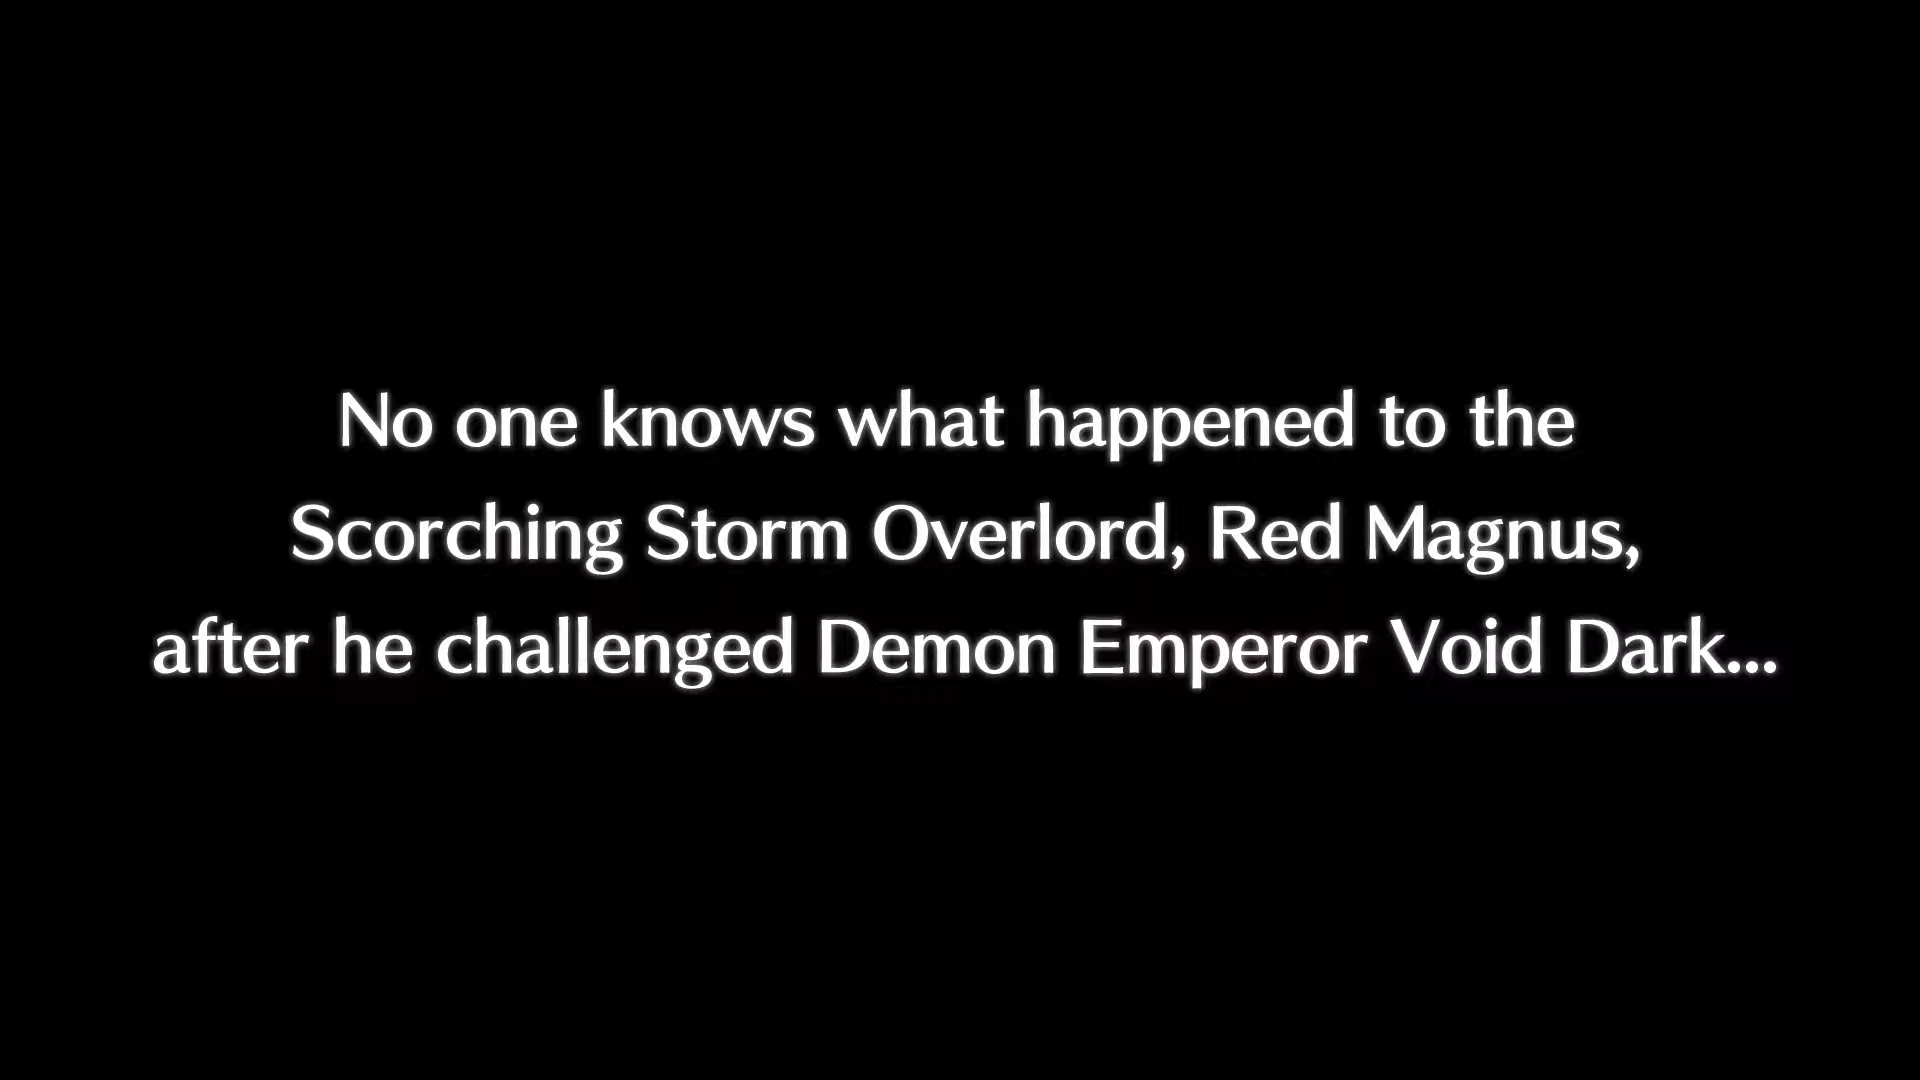 No one knows what happened to the
Scorching Storm Overlord, Red Magnus,
after he challenged Demon Emperor Void Dark...